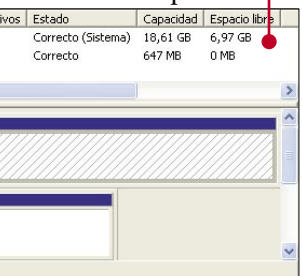 ivos Estado Capacidad Espacio libre
Correcto (Sistema) 18,61 GB 6,97 GB
Correcto 647 MB 0 MB